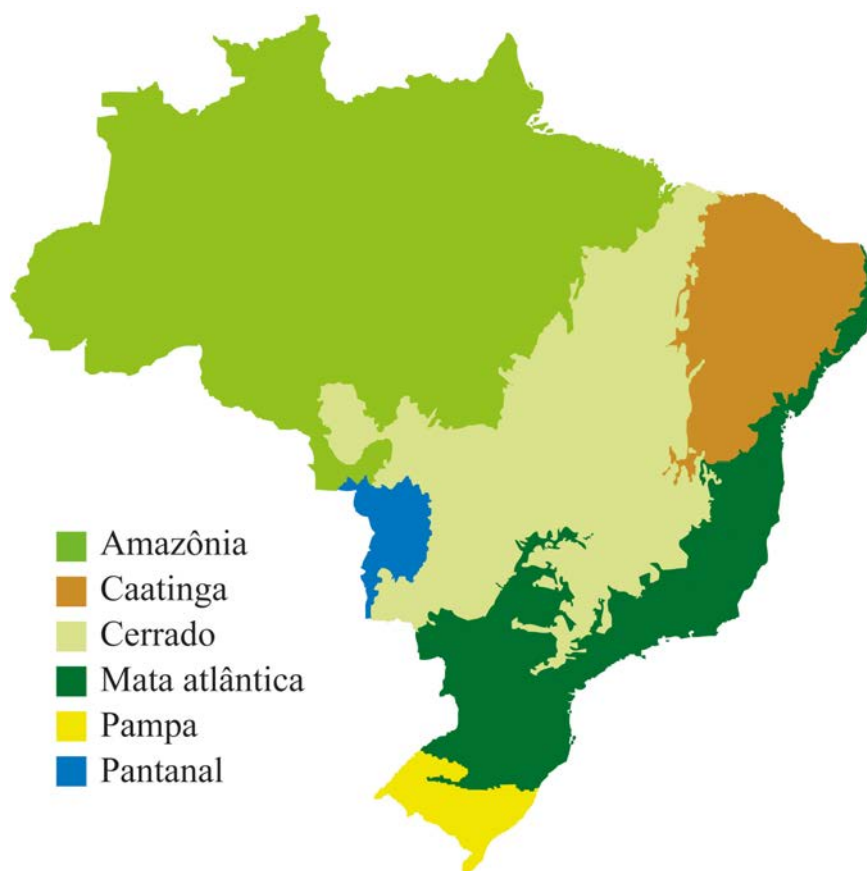 Amazônia
Caatinga
Cerrado
Mata atlântica
Pampa
Pantanal